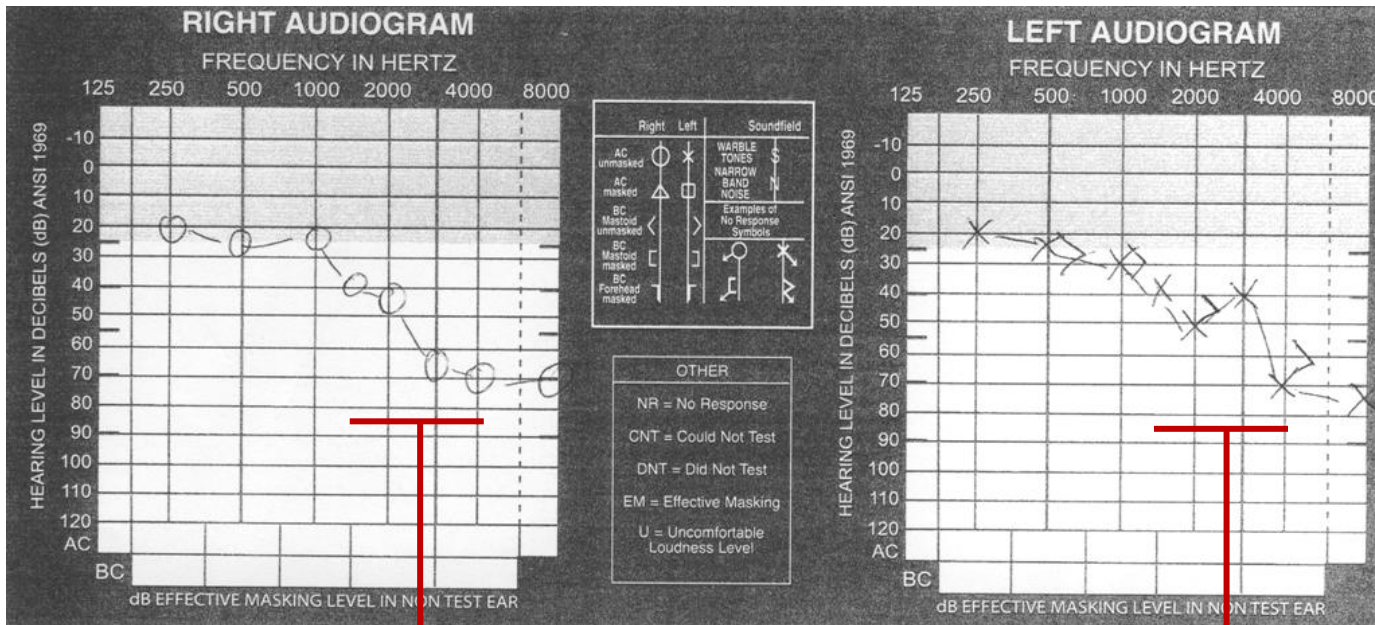 RIGHT AUDIOGRAM
FREQUENCY IN HERTZ
125 250 500 1000 2000 4000 8000
HEARING LEVEL IN DECIBELS (dB) ANSI 1969
-10
0
10
20
30
40
50
60
70
80
90
100
110
120
AC
BC
dB EFFECTIVE MASKING LEVEL IN NON TEST EAR
Right Left Soundfield
AC unmasked
AC masked
BC Mastoid unmasked
BC Mastoid masked
BC Forehead masked
WARBLE TONES S
NARROW BAND NOISE N
Examples of
No Response
Symbols
OTHER
NR = No Response
CNT = Could Not Test
DNT = Did Not Test
EM = Effective Masking
U = Uncomfortable
Loudness Level
LEFT AUDIOGRAM
FREQUENCY IN HERTZ
125 250 500 1000 2000 4000 8000
HEARING LEVEL IN DECIBELS (dB) ANSI 1969
-10
0
10
20
30
40
50
60
70
80
90
100
110
120
AC
BC
dB EFFECTIVE MASKING LEVEL IN NON TEST EAR